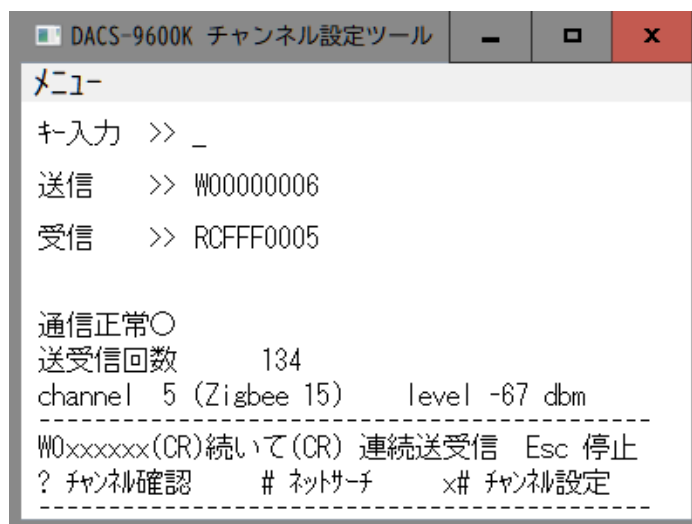 DACS-9600K チャンネル設定ツール
ﾒﾆｭｰ
ｷｰ入力 >> _
送信 >> W00000006
受信 >> RCFFF0005
通信正常○
送受信回数 134
channel 5 (Zigbee 15) level -67 dbm
---------------------------------------------
W0xxxxxx(CR)続いて(CR) 連続送受信 Esc 停止
? ﾁｬﾝﾈﾙ確認 # ﾈｯﾄｻｰﾁ x# ﾁｬﾝﾈﾙ設定
---------------------------------------------